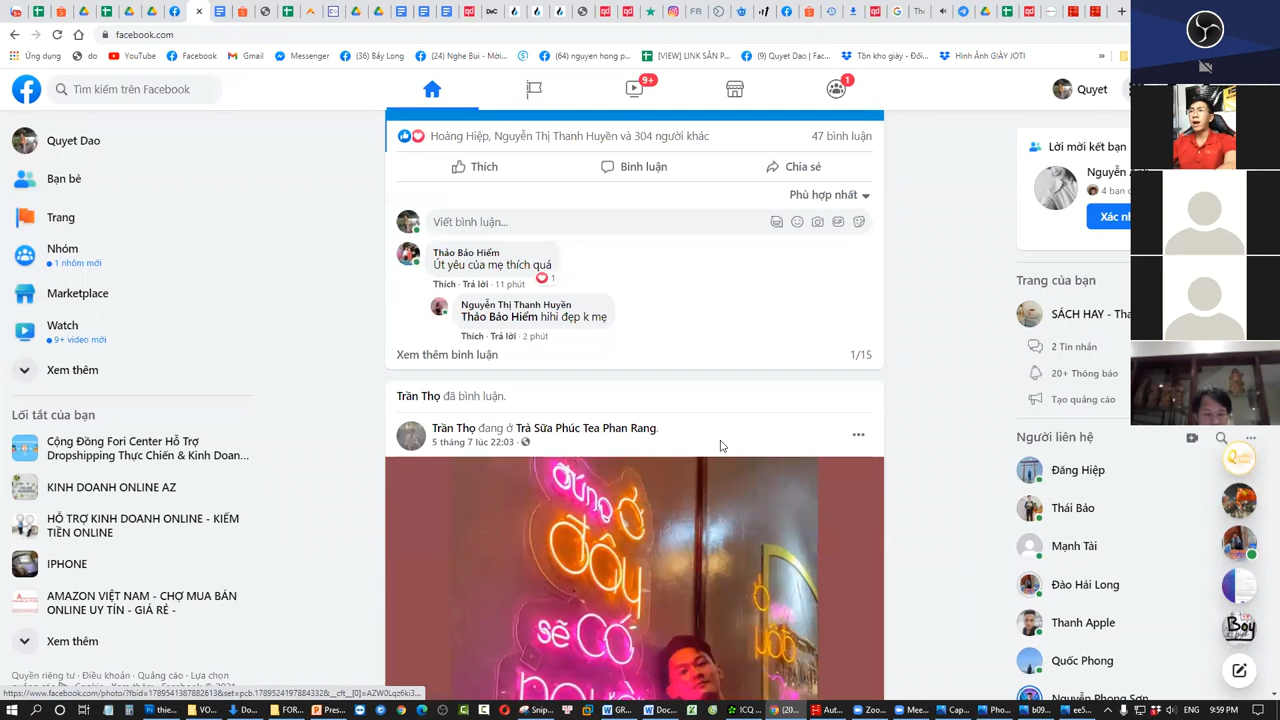 facebook.com
Ứng dụng
do
YouTube
Facebook
Gmail
Messenger
(36) Bảy Long
(24) Nghe Bui - Mới...
(64) nguyen hong p...
[VIEW] LINK SẢN P...
(9) Quyet Dao | Fac...
Tồn kho giày - Dro...
Hình Ảnh GIÀY JOTI
»
Tìm kiếm trên Facebook
9+
1
Quyet
Quyet Dao
Bạn bè
Trang
Nhóm
1 nhóm mới
Marketplace
Watch
9+ video mới
Xem thêm
Lối tắt của bạn
Cộng Đồng Fori Center Hỗ Trợ
Dropshipping Thực Chiến & Kinh Doan...
KINH DOANH ONLINE AZ
HỖ TRỢ KINH DOANH ONLINE - KIẾM
TIỀN ONLINE
IPHONE
AMAZON VIỆT NAM - CHỢ MUA BÁN
ONLINE UY TÍN - GIÁ RẺ -
Xem thêm
Quyền riêng tư · Điều khoản · Quảng cáo · Lựa chọn
Hoàng Hiệp, Nguyễn Thị Thanh Huyền và 304 người khác
47 bình luận
Thích
Bình luận
Chia sẻ
Phù hợp nhất
Viết bình luận...
Thảo Bảo Hiểm
Út yêu của mẹ thích quá
1
Thích · Trả lời · 11 phút
Nguyễn Thị Thanh Huyền
Thảo Bảo Hiểm hihi đẹp k mẹ
Thích · Trả lời · 2 phút
Xem thêm bình luận
1/15
Trần Thọ đã bình luận.
Trần Thọ đang ở Trà Sữa Phúc Tea Phan Rang.
5 tháng 7 lúc 22:03
đứng ở
đây
sẽ có
Lời mời kết bạn
4 bạn
Trang của bạn
SÁCH HAY
2 Tin nhắn
20+ Thông báo
Tạo quảng cáo
Người liên hệ
Đăng Hiệp
Thái Bảo
Mạnh Tài
Đào Hải Long
Thanh Apple
Quốc Phong
Nguyễn Phong Sơn
9:59 PM